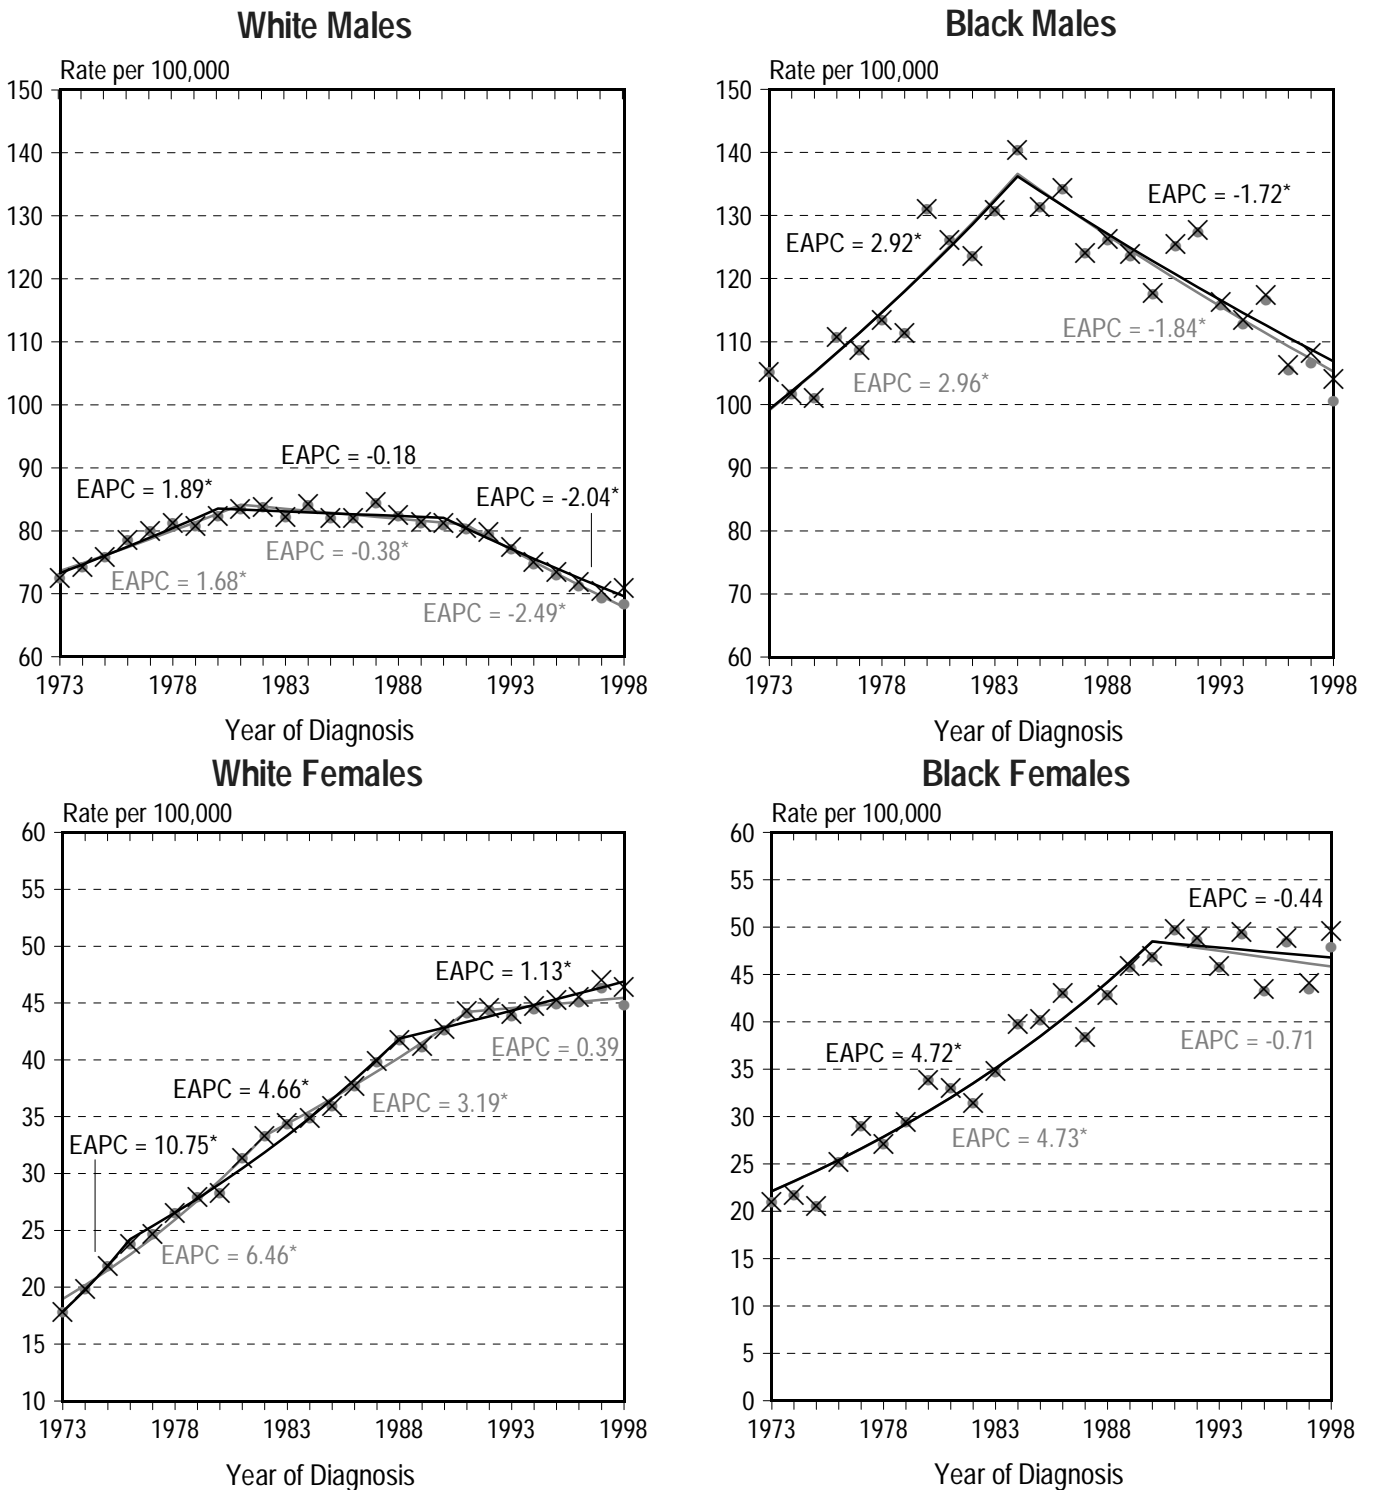 White Males
Rate per 100,000
150
140
130
120
110
100
90
80
70
60
EAPC = -0.18
EAPC = 1.89*
EAPC = -2.04*
EAPC = -0.38*
EAPC = 1.68*
EAPC = -2.49*
1973 1978 1983 1988 1993 1998
Year of Diagnosis
Black Males
Rate per 100,000
150
140
130
120
110
100
90
80
70
60
EAPC = -1.72*
EAPC = 2.92*
EAPC = -1.84*
EAPC = 2.96*
1973 1978 1983 1988 1993 1998
Year of Diagnosis
White Females
Rate per 100,000
60
55
50
45
40
35
30
25
20
15
10
EAPC = 1.13*
EAPC = 0.39
EAPC = 4.66*
EAPC = 3.19*
EAPC = 10.75*
EAPC = 6.46*
1973 1978 1983 1988 1993 1998
Year of Diagnosis
Black Females
Rate per 100,000
60
55
50
45
40
35
30
25
20
15
10
5
0
EAPC = -0.44
EAPC = -0.71
EAPC = 4.72*
EAPC = 4.73*
1973 1978 1983 1988 1993 1998
Year of Diagnosis